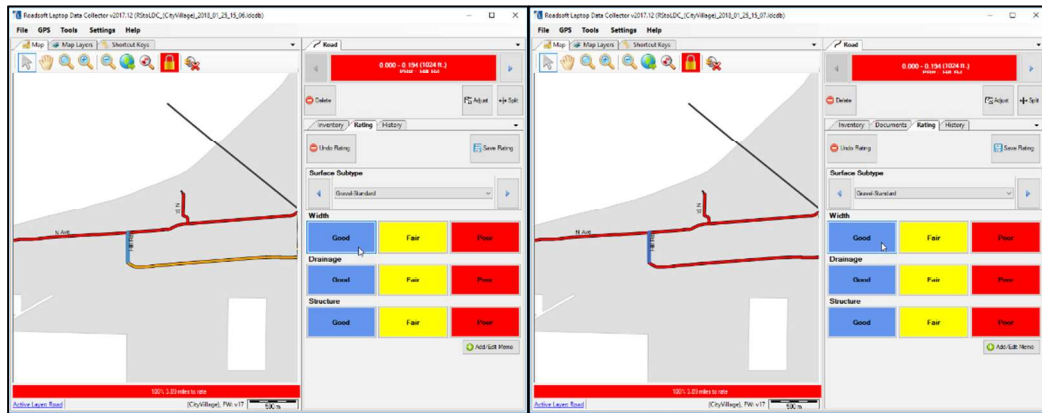 Roadsoft Laptop Data Collector v2017.12 (RStoLDC_(CityVillage)_2018_01_25_15_06.ldcdb)
File GPS Tools Settings Help
Map Map Layers Shortcut Keys
Road
0.000 - 0.194 (1024 ft.)
Delete
Adjust
Split
Inventory Rating History
Undo Rating
Save Rating
Surface Subtype
Gravel-Standard
Width
Good Fair Poor
Drainage
Good Fair Poor
Structure
Good Fair Poor
Add/Edit Memo
N Ave
100% 3.89 miles to rate
Active Layer: Road
(CityVillage), FW: v17
500 m
Roadsoft Laptop Data Collector v2017.12 (RStoLDC_(CityVillage)_2018_01_25_15_07.ldcdb)
File GPS Tools Settings Help
Map Map Layers Shortcut Keys
Road
0.000 - 0.194 (1024 ft.)
Delete
Adjust
Split
Inventory Documents Rating History
Undo Rating
Save Rating
Surface Subtype
Gravel-Standard
Width
Good Fair Poor
Drainage
Good Fair Poor
Structure
Good Fair Poor
Add/Edit Memo
N Ave
100% 3.89 miles to rate
Active Layer: Road
(CityVillage), FW: v17
500 m